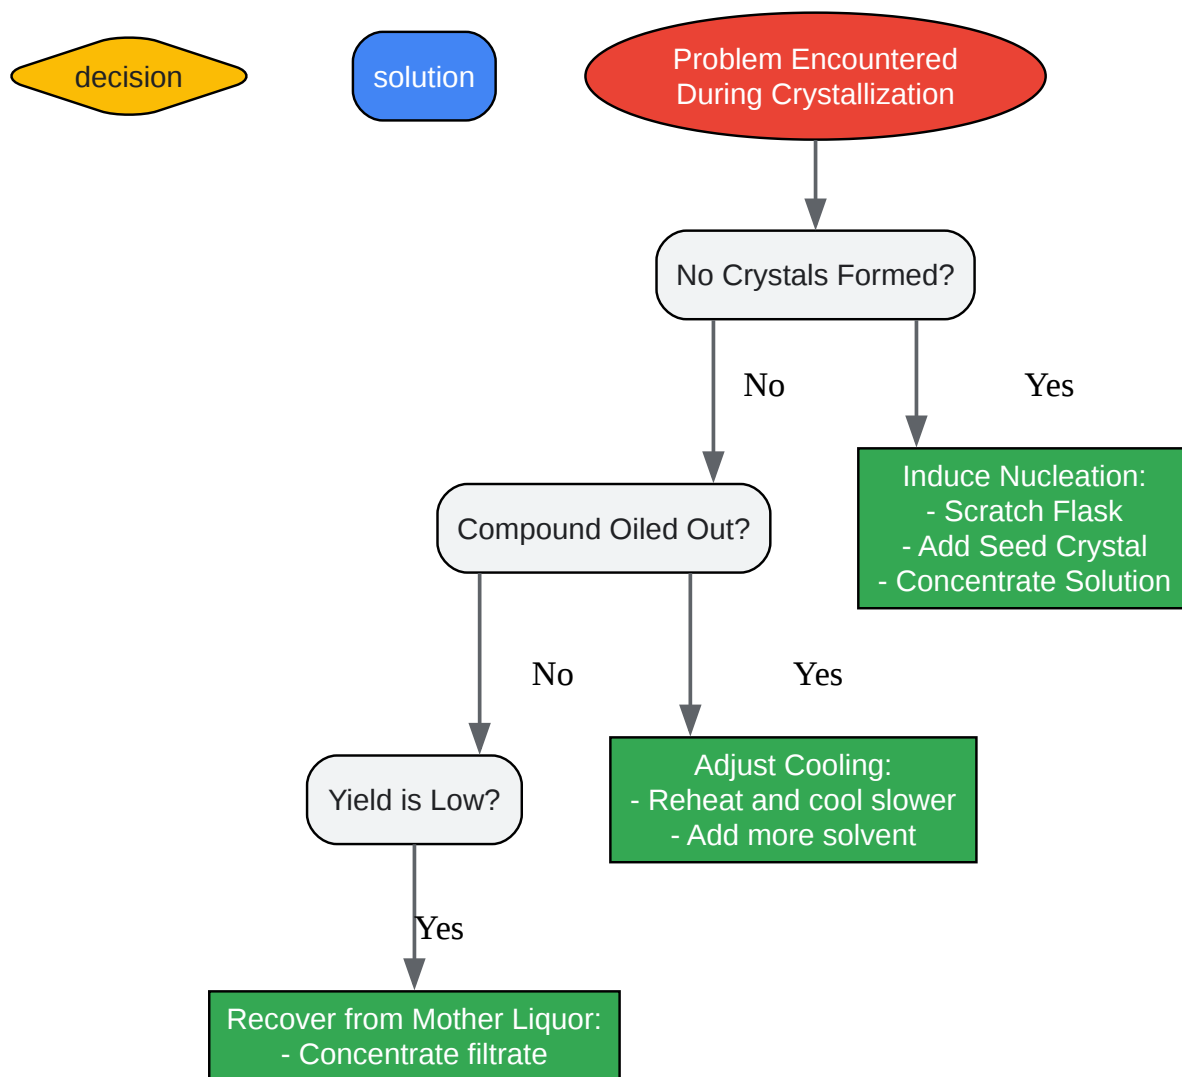 decision
solution
Problem Encountered
During Crystallization
No Crystals Formed?
No
Yes
Induce Nucleation:
- Scratch Flask
- Add Seed Crystal
- Concentrate Solution
Compound Oiled Out?
No
Yes
Adjust Cooling:
- Reheat and cool slower
- Add more solvent
Yield is Low?
Yes
Recover from Mother Liquor:
- Concentrate filtrate